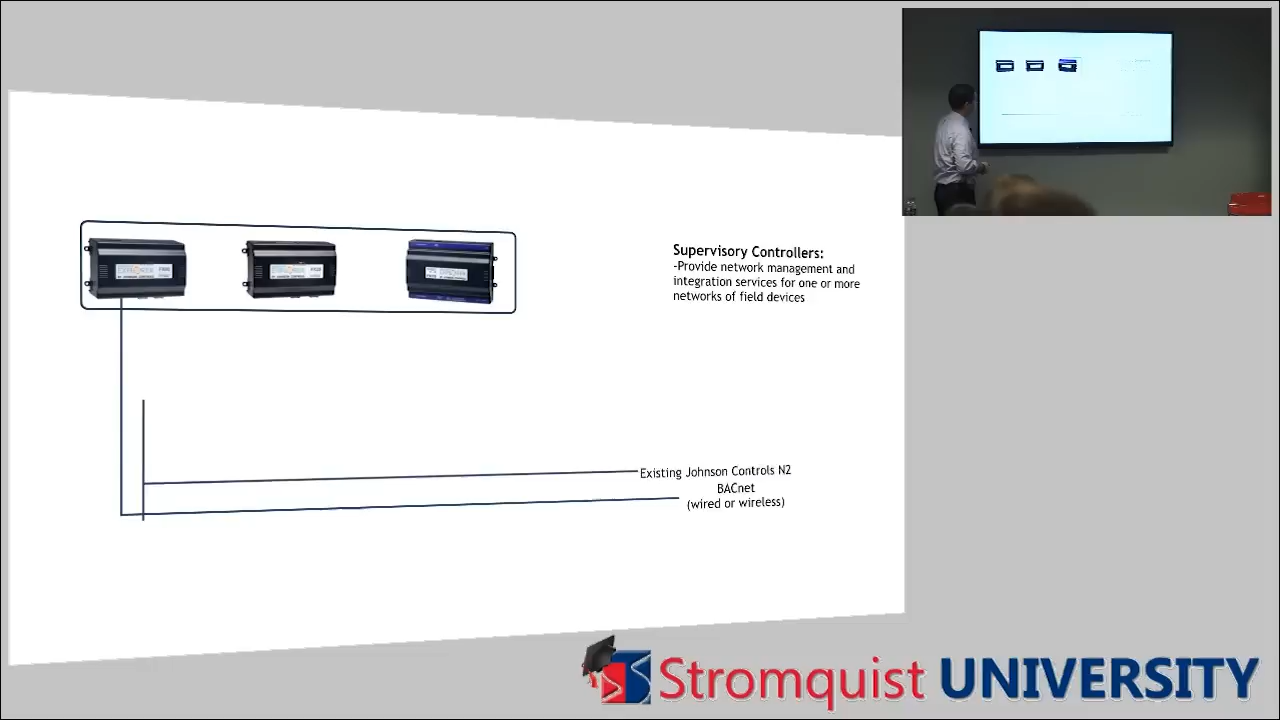 Supervisory Controllers:
-Provide network management and
integration services for one or more
networks of field devices
Existing Johnson Controls N2
BACnet
(wired or wireless)
Stromquist UNIVERSITY